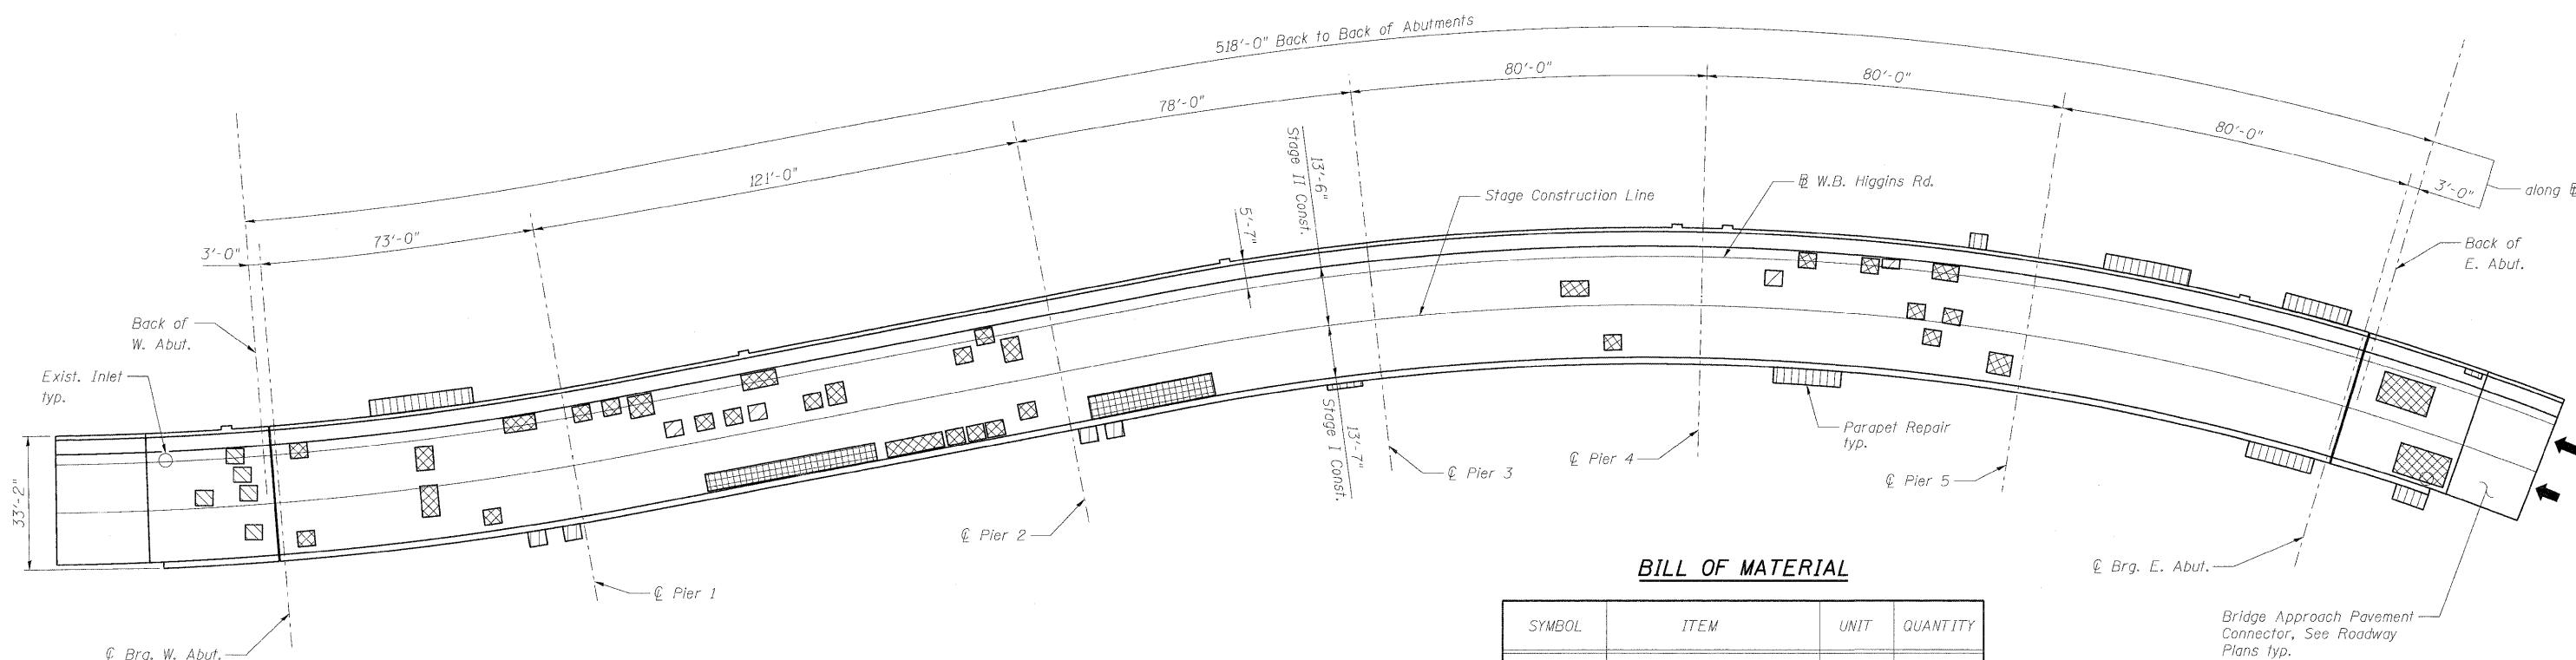 518'-0" Back to Back of Abutments
80'-0"
80'-0"
78'-0"
80'-0"
121'-0"
73'-0"
3'-0"
3'-0"
along ⅊
13'-6"
Stage II Const.
5'-7"
Stage Construction Line
⅊ W.B. Higgins Rd.
Back of
E. Abut.
Back of
W. Abut.
Exist. Inlet
typ.
33'-2"
13'-7"
Stage I Const.
Parapet Repair
typ.
℄ Pier 3
℄ Pier 4
℄ Pier 5
℄ Pier 2
℄ Pier 1
℄ Brg. W. Abut.
℄ Brg. E. Abut.
Bridge Approach Pavement
Connector, See Roadway
Plans typ.
BILL OF MATERIAL
SYMBOL ITEM UNIT QUANTITY